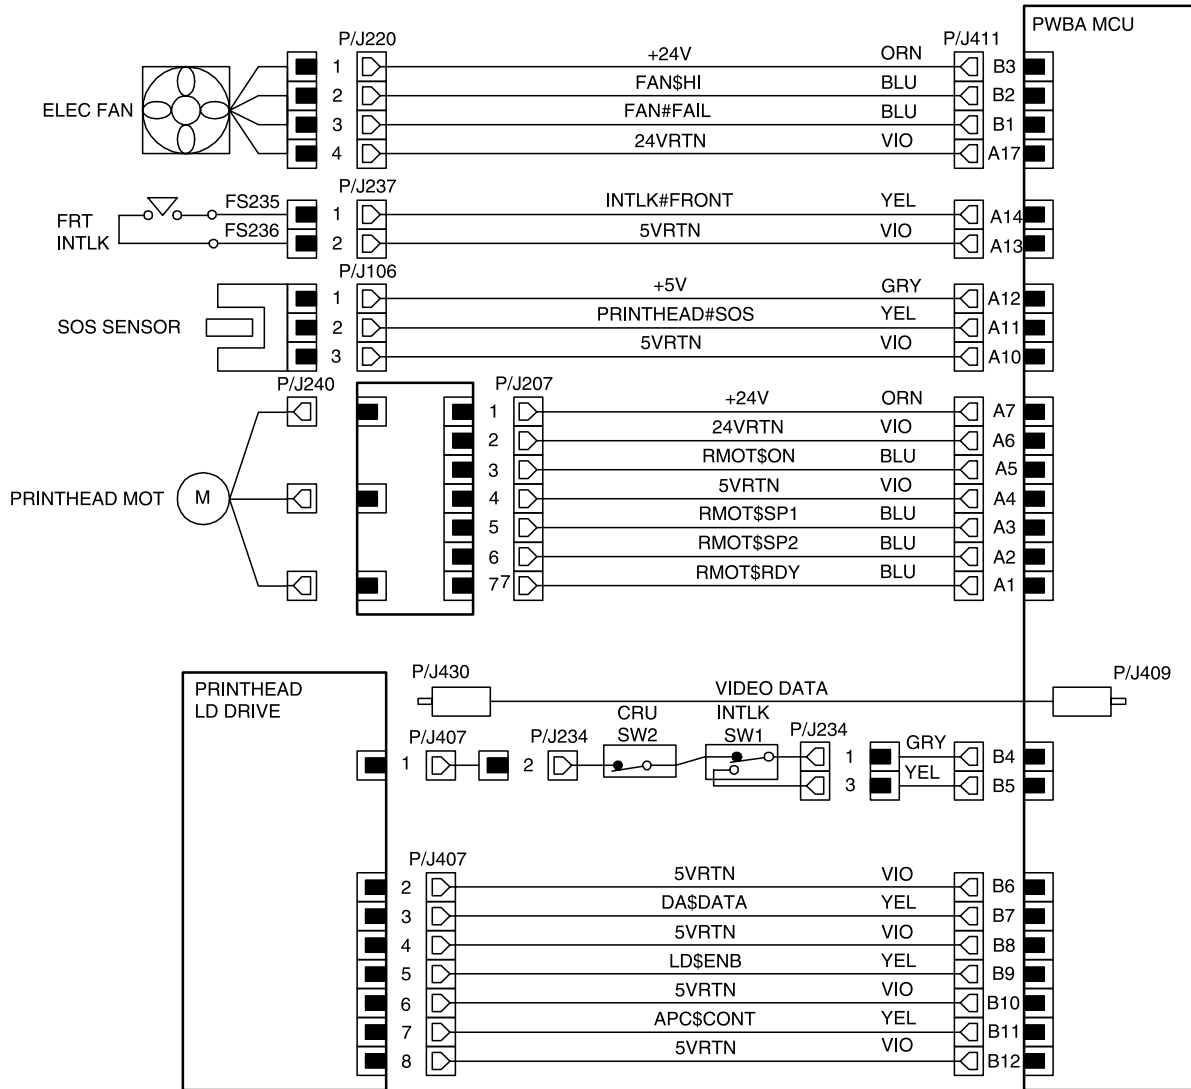 PWBA MCU
P/J220
P/J411
ELEC FAN
1 +24V ORN B3
2 FAN$HI BLU B2
3 FAN#FAIL BLU B1
4 24VRTN VIO A17
P/J237
FRT
INTLK
FS235 1 INTLK#FRONT YEL A14
FS236 2 5VRTN VIO A13
P/J106
SOS SENSOR
1 +5V GRY A12
2 PRINTHEAD#SOS YEL A11
3 5VRTN VIO A10
P/J240
P/J207
PRINTHEAD MOT M
1 +24V ORN A7
2 24VRTN VIO A6
3 RMOT$ON BLU A5
4 5VRTN VIO A4
5 RMOT$SP1 BLU A3
6 RMOT$SP2 BLU A2
77 RMOT$RDY BLU A1
PRINTHEAD
LD DRIVE
P/J430 VIDEO DATA P/J409
P/J407
P/J234
CRU
SW2
INTLK
SW1
P/J234
1 2 1 GRY B4
3 YEL B5
P/J407
2 5VRTN VIO B6
3 DA$DATA YEL B7
4 5VRTN VIO B8
5 LD$ENB YEL B9
6 5VRTN VIO B10
7 APC$CONT YEL B11
8 5VRTN VIO B12